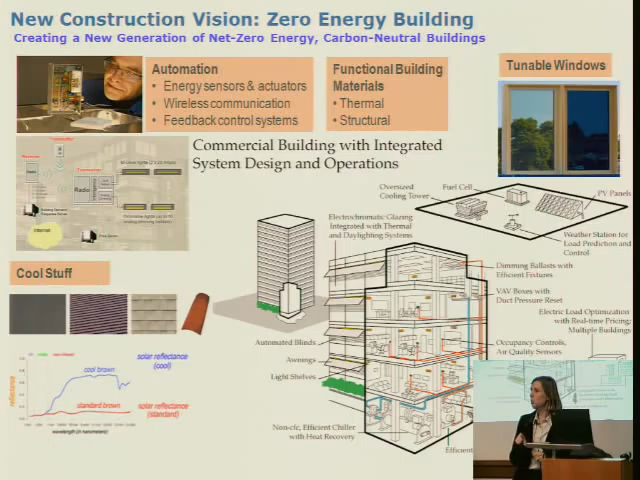 New Construction Vision: Zero Energy Building
Creating a New Generation of Net-Zero Energy, Carbon-Neutral Buildings
Automation
• Energy sensors & actuators
• Wireless communication
• Feedback control systems
Functional Building
Materials
• Thermal
• Structural
Tunable Windows
Commercial Building with Integrated
System Design and Operations
Radio
Internet
Oversized
Cooling Tower
Fuel Cell
PV Panels
Weather Station for
Load Prediction and
Control
Electrochromatic Glazing
Integrated with Thermal
and Daylighting Systems
Dimming Ballasts with
Efficient Fixtures
VAV Boxes with
Duct Pressure Reset
Electric Load Optimization
with Real-time Pricing;
Multiple Buildings
Automated Blinds
Awnings
Light Shelves
Occupancy Controls,
Air Quality Sensors
Non-cfc, Efficient Chiller
with Heat Recovery
Efficient
Cool Stuff
cool brown
solar reflectance
(cool)
standard brown
solar reflectance
(standard)
wavelength (in nanometers)